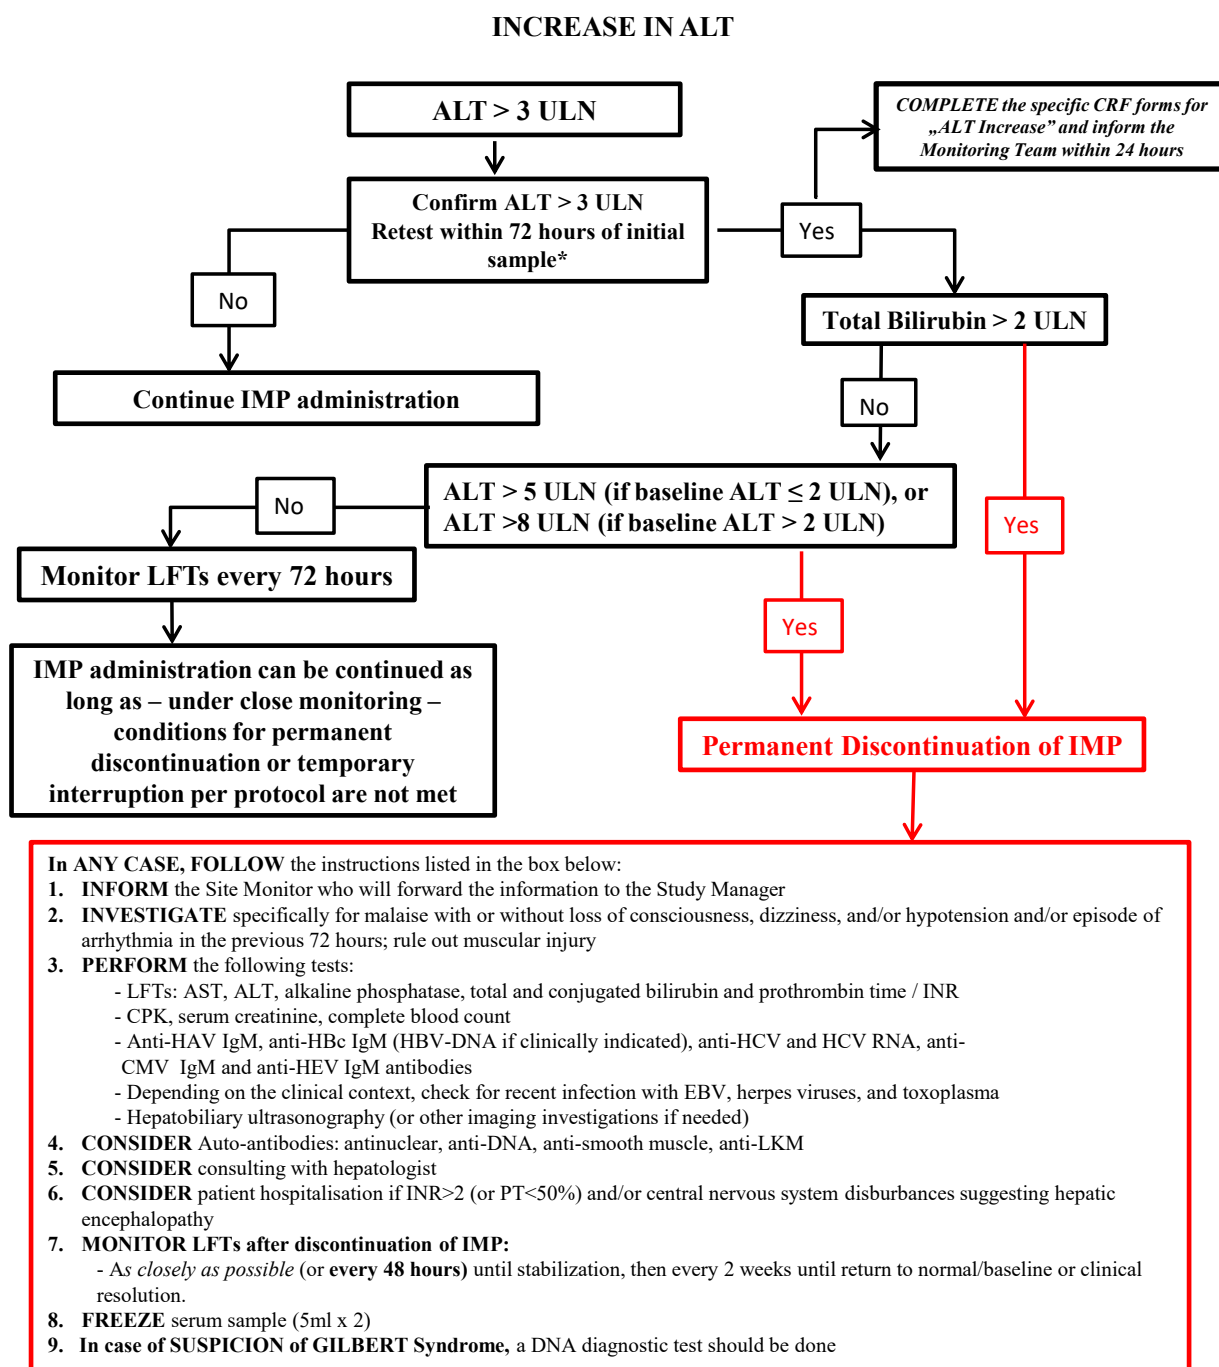 INCREASE IN ALT
ALT > 3 ULN
COMPLETE the specific CRF forms for
„ALT Increase” and inform the
Monitoring Team within 24 hours
Confirm ALT > 3 ULN
Retest within 72 hours of initial
sample*
Yes
No
Total Bilirubin > 2 ULN
Continue IMP administration
No
ALT > 5 ULN (if baseline ALT ≤ 2 ULN), or
ALT >8 ULN (if baseline ALT > 2 ULN)
No
Yes
Monitor LFTs every 72 hours
Yes
IMP administration can be continued as
long as – under close monitoring –
conditions for permanent
discontinuation or temporary
interruption per protocol are not met
Permanent Discontinuation of IMP
In ANY CASE, FOLLOW the instructions listed in the box below:
1. INFORM the Site Monitor who will forward the information to the Study Manager
2. INVESTIGATE specifically for malaise with or without loss of consciousness, dizziness, and/or hypotension and/or episode of
arrhythmia in the previous 72 hours; rule out muscular injury
3. PERFORM the following tests:
- LFTs: AST, ALT, alkaline phosphatase, total and conjugated bilirubin and prothrombin time / INR
- CPK, serum creatinine, complete blood count
- Anti-HAV IgM, anti-HBc IgM (HBV-DNA if clinically indicated), anti-HCV and HCV RNA, anti-
CMV IgM and anti-HEV IgM antibodies
- Depending on the clinical context, check for recent infection with EBV, herpes viruses, and toxoplasma
- Hepatobiliary ultrasonography (or other imaging investigations if needed)
4. CONSIDER Auto-antibodies: antinuclear, anti-DNA, anti-smooth muscle, anti-LKM
5. CONSIDER consulting with hepatologist
6. CONSIDER patient hospitalisation if INR>2 (or PT<50%) and/or central nervous system disburbances suggesting hepatic
encephalopathy
7. MONITOR LFTs after discontinuation of IMP:
- As closely as possible (or every 48 hours) until stabilization, then every 2 weeks until return to normal/baseline or clinical
resolution.
8. FREEZE serum sample (5ml x 2)
9. In case of SUSPICION of GILBERT Syndrome, a DNA diagnostic test should be done